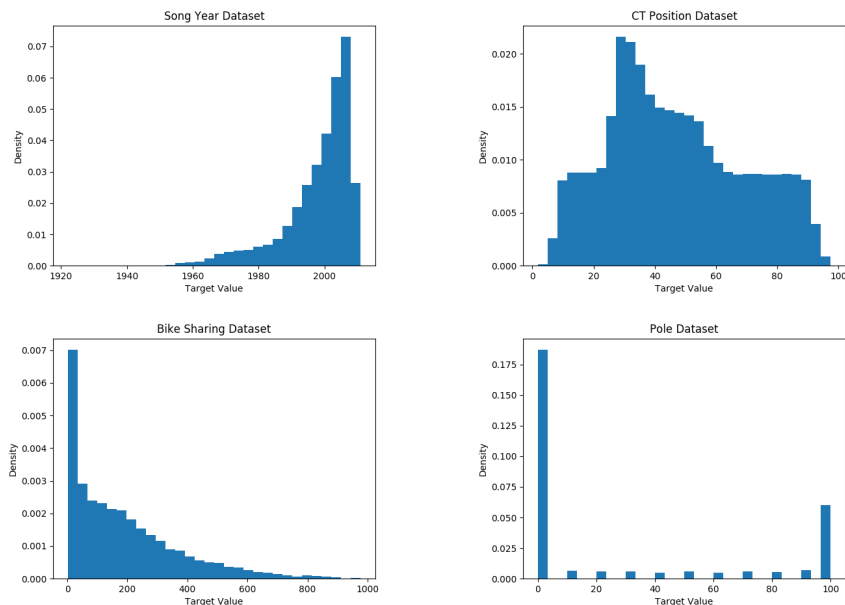 Song Year Dataset
0.07
0.06
0.05
0.04
0.03
0.02
0.01
0.00
Density
1920 1940 1960 1980 2000
Target Value
CT Position Dataset
0.020
0.015
0.010
0.005
0.000
Density
0 20 40 60 80 100
Target Value
Bike Sharing Dataset
0.007
0.006
0.005
0.004
0.003
0.002
0.001
0.000
Density
0 200 400 600 800 1000
Target Value
Pole Dataset
0.175
0.150
0.125
0.100
0.075
0.050
0.025
0.000
Density
0 20 40 60 80 100
Target Value